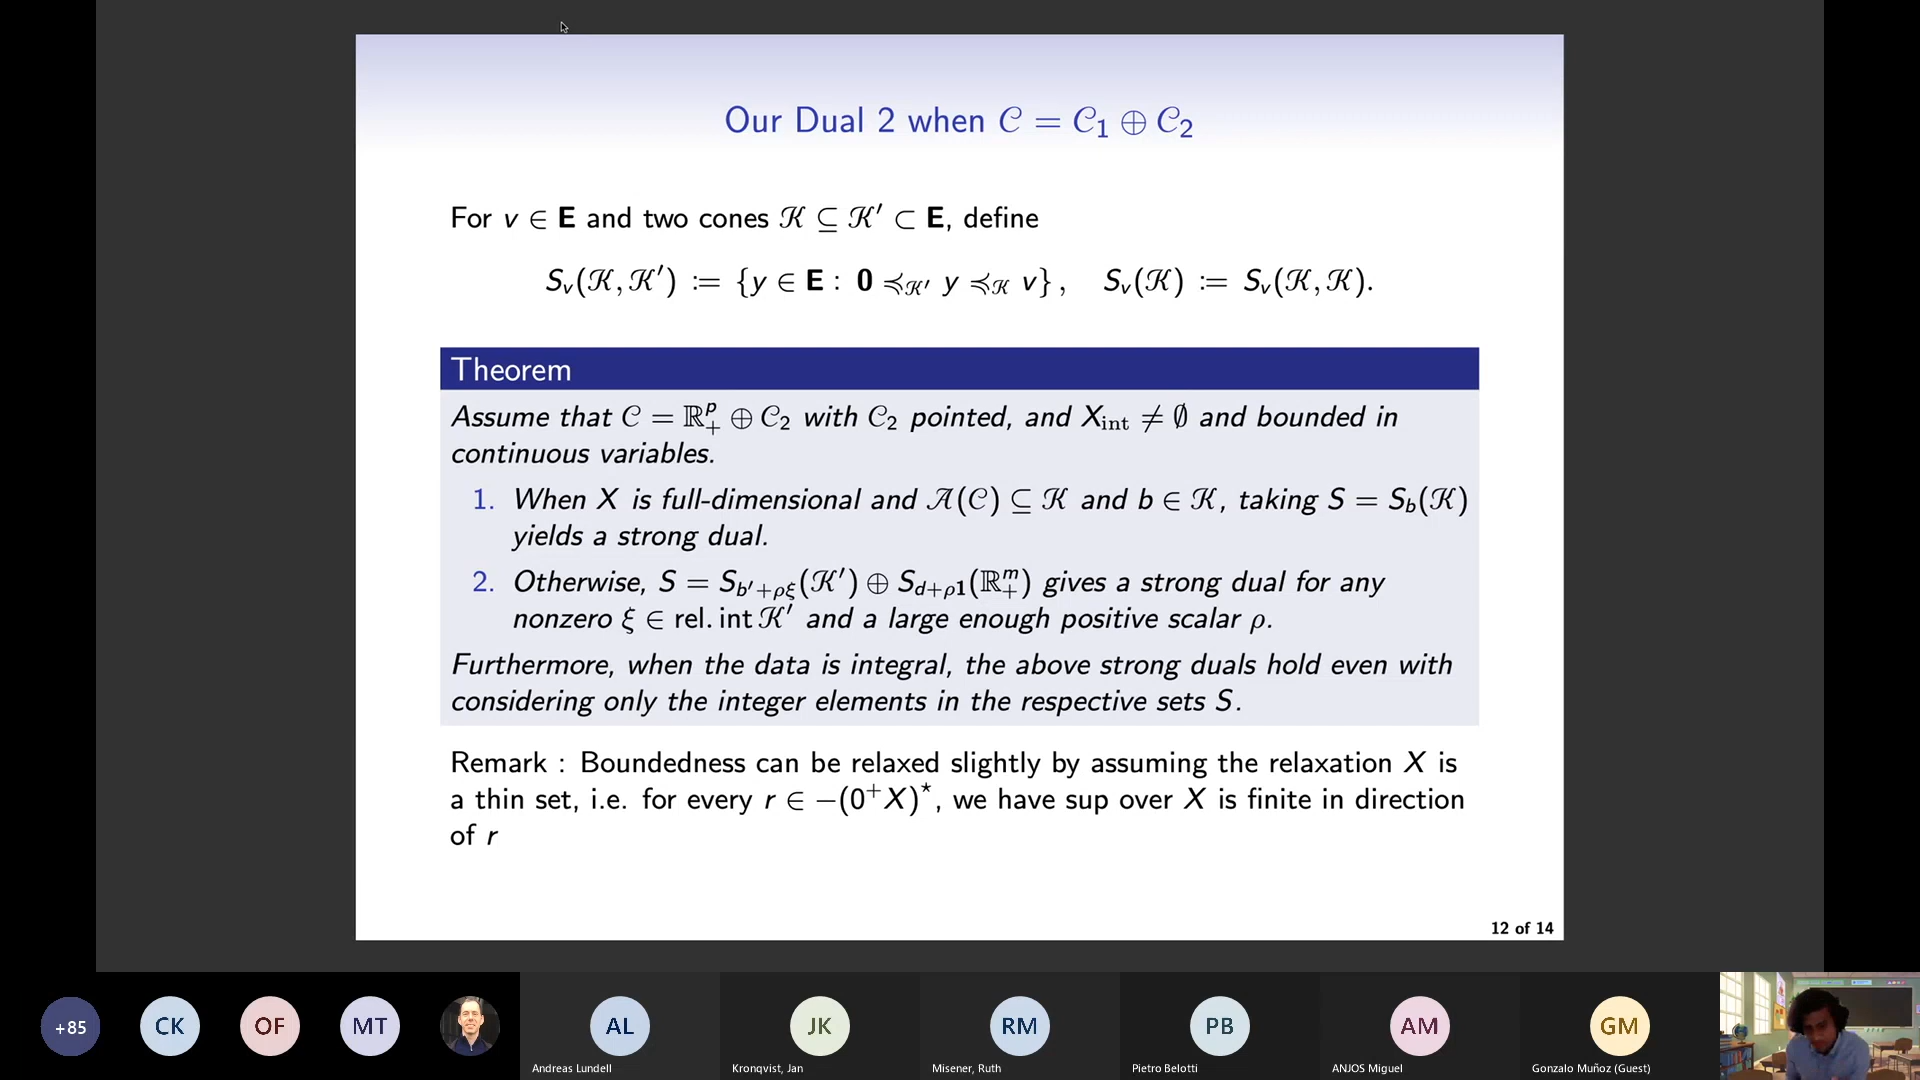 Our Dual 2 when 𝒞 = 𝒞₁ ⊕ 𝒞₂
For v ∈ E and two cones 𝒦 ⊆ 𝒦′ ⊂ E, define
S_v(𝒦, 𝒦′) := {y ∈ E : 0 ≼_𝒦′ y ≼_𝒦 v}, S_v(𝒦) := S_v(𝒦, 𝒦).
Theorem
Assume that 𝒞 = ℝ₊ᵖ ⊕ 𝒞₂ with 𝒞₂ pointed, and X_int ≠ ∅ and bounded in
continuous variables.
1. When X is full-dimensional and 𝒜(𝒞) ⊆ 𝒦 and b ∈ 𝒦, taking S = S_b(𝒦)
yields a strong dual.
2. Otherwise, S = S_{b′+ρξ}(𝒦′) ⊕ S_{d+ρ1}(ℝ₊ᵐ) gives a strong dual for any
nonzero ξ ∈ rel. int 𝒦′ and a large enough positive scalar ρ.
Furthermore, when the data is integral, the above strong duals hold even with
considering only the integer elements in the respective sets S.
Remark : Boundedness can be relaxed slightly by assuming the relaxation X is
a thin set, i.e. for every r ∈ −(0⁺X)*, we have sup over X is finite in direction
of r
12 of 14
+85
CK
OF
MT
AL
JK
RM
PB
AM
GM
Andreas Lundell
Kronqvist, Jan
Misener, Ruth
Pietro Belotti
ANJOS Miguel
Gonzalo Muñoz (Guest)